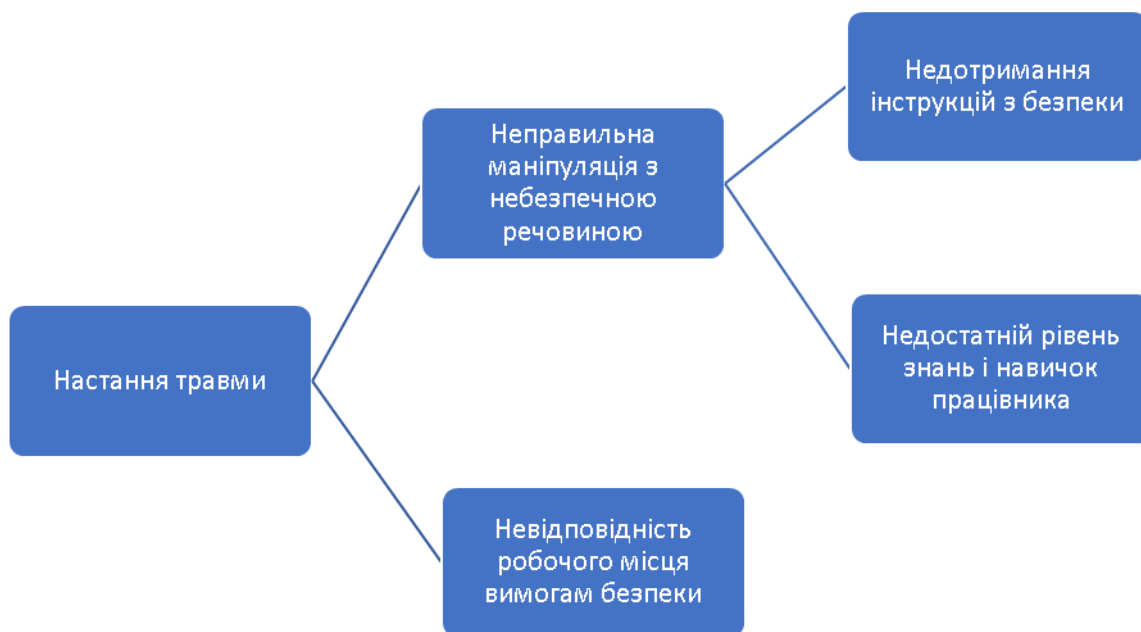 Недотримання
інструкцій з безпеки
Неправильна
маніпуляція з
небезпечною
речовиною
Недостатній рівень
знань і навичок
працівника
Настання травми
Невідповідність
робочого місця
вимогам безпеки